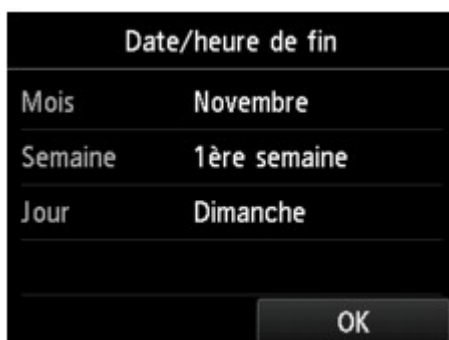 Date/heure de fin
Mois Novembre
Semaine 1ère semaine
Jour Dimanche
OK